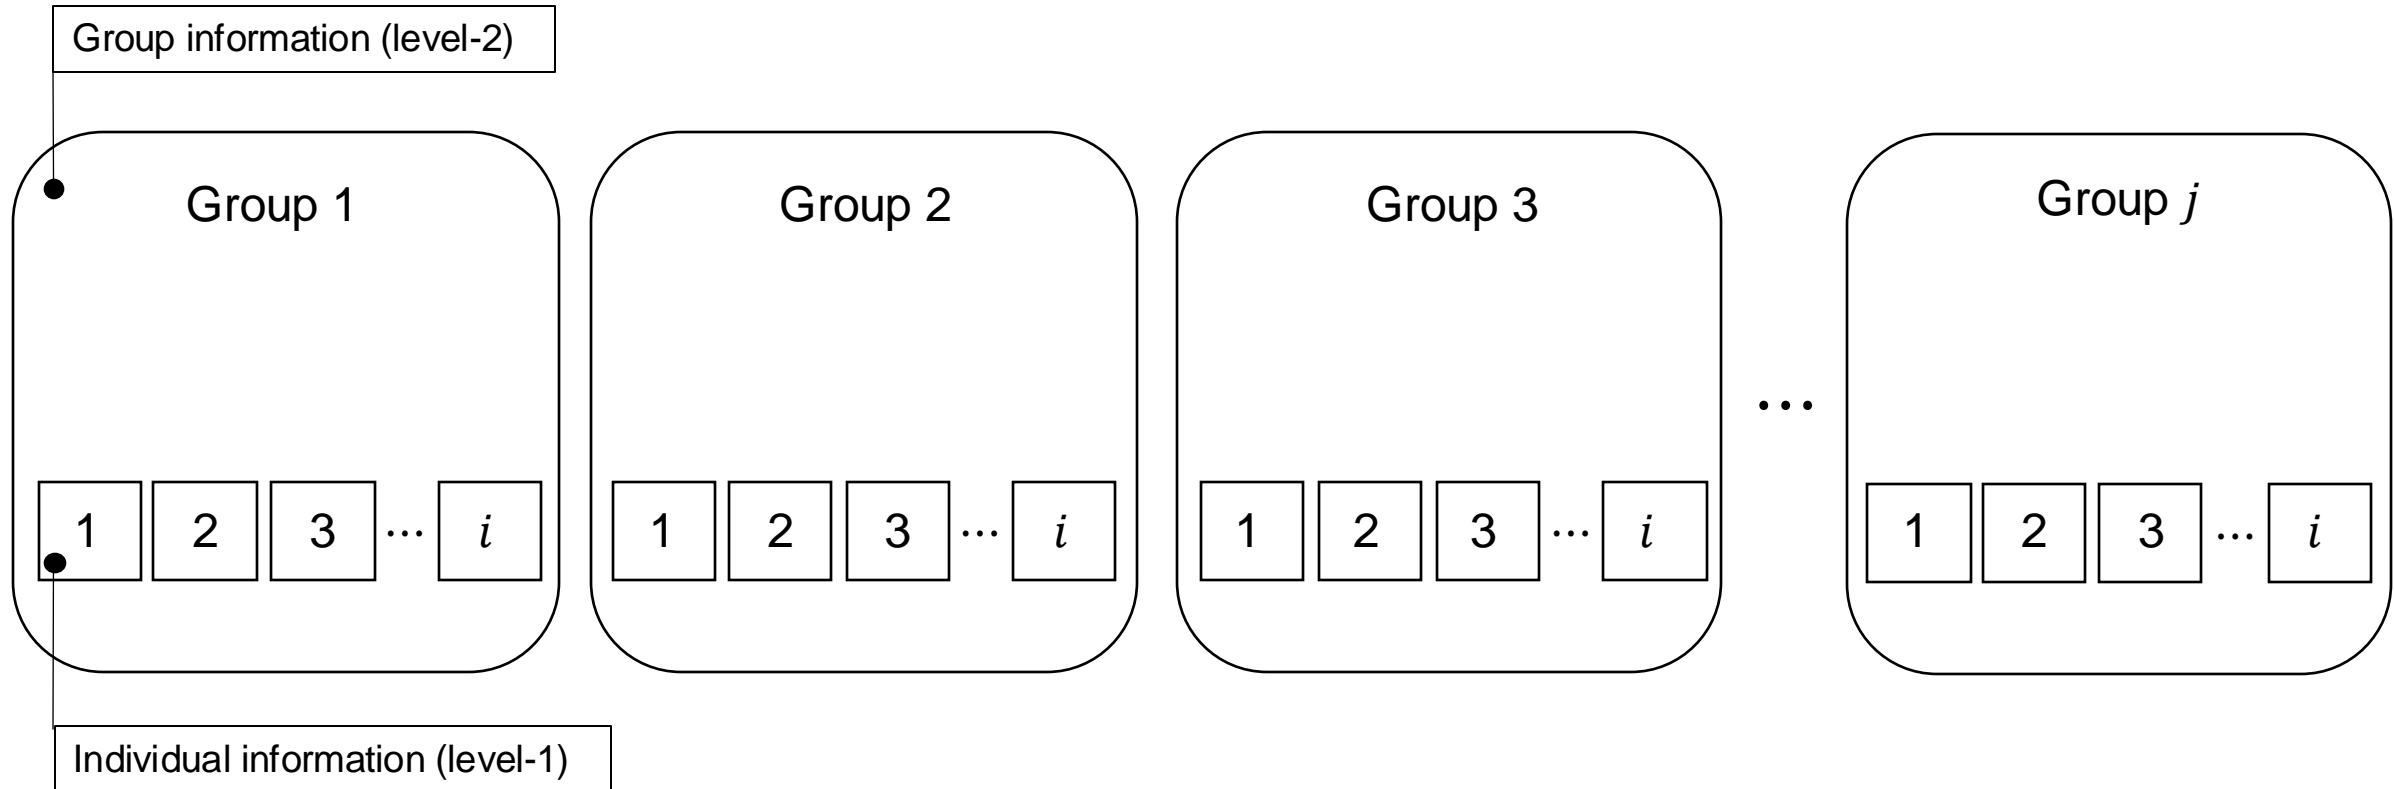 Group information (level-2)
Group 1
Group 2
Group 3
Group j
...
1 2 3 ... i
1 2 3 ... i
1 2 3 ... i
1 2 3 ... i
Individual information (level-1)